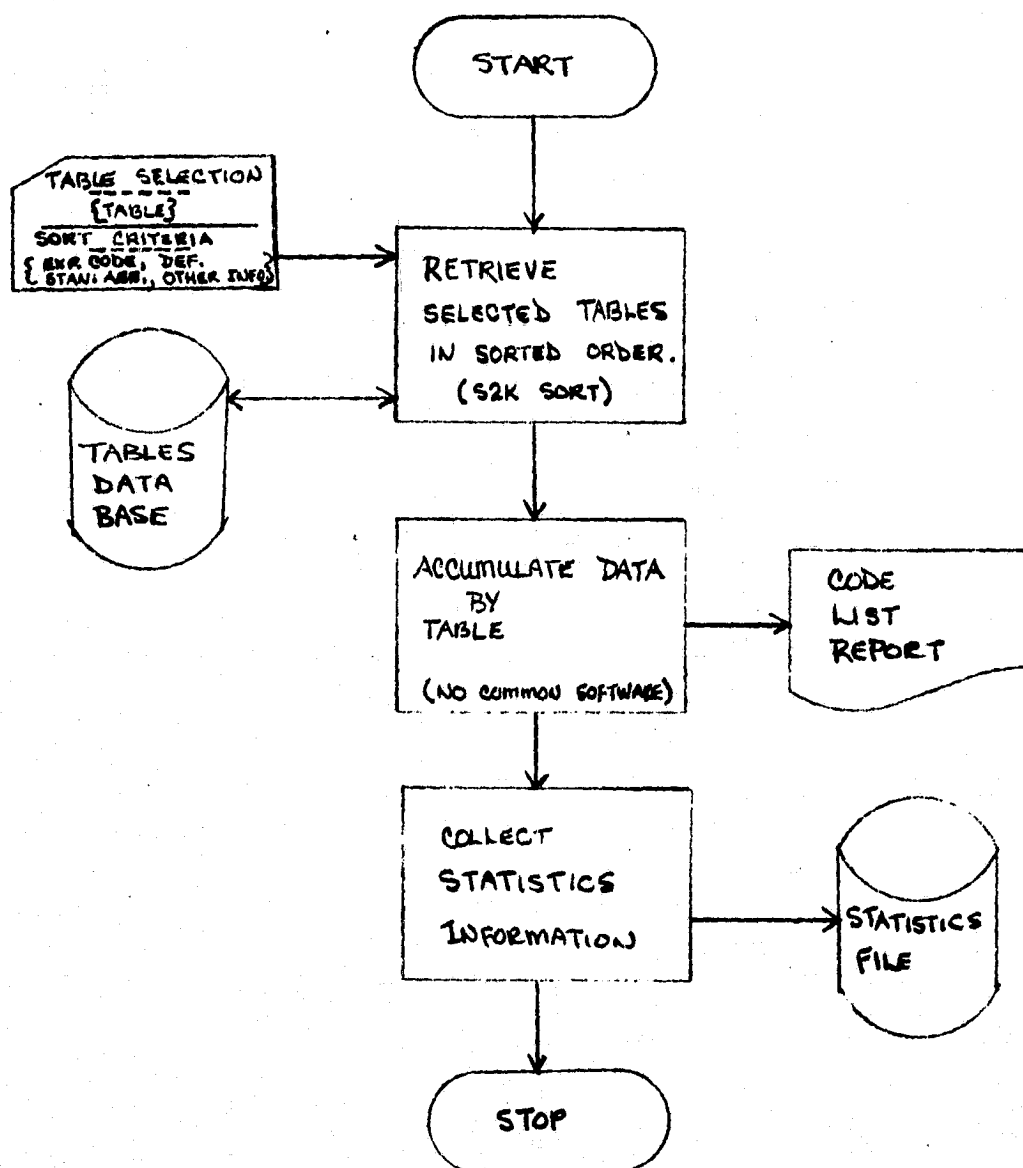 START
TABLE SELECTION
{TABLE}
SORT CRITERIA
{ EXR CODE, DEF.
STAN. ABB., OTHER INFO}
RETRIEVE
SELECTED TABLES
IN SORTED ORDER.
(S2K SORT)
TABLES
DATA
BASE
ACCUMULATE DATA
BY
TABLE
(NO COMMON SOFTWARE)
CODE
LIST
REPORT
COLLECT
STATISTICS
INFORMATION
STATISTICS
FILE
STOP